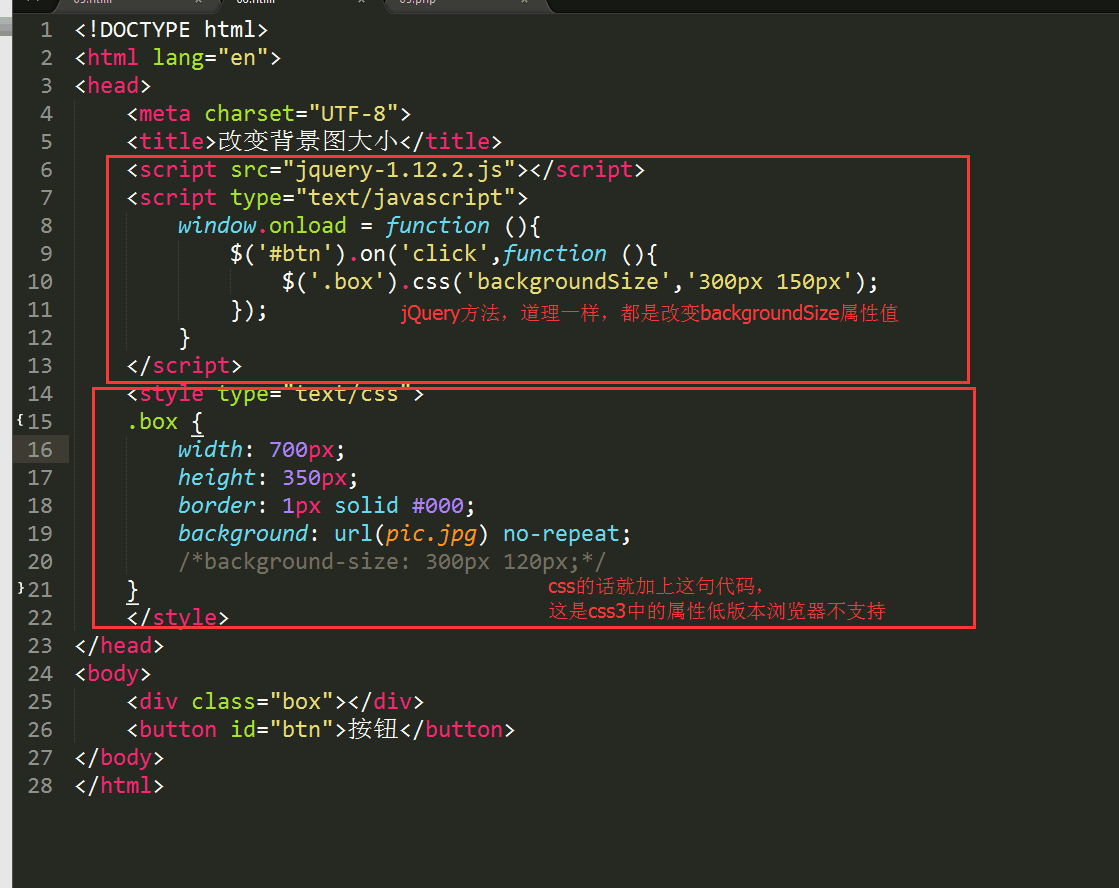 1 <!DOCTYPE html>
2 <html lang="en">
3 <head>
4     <meta charset="UTF-8">
5     <title>改变背景图大小</title>
6     <script src="jquery-1.12.2.js"></script>
7     <script type="text/javascript">
8         window.onload = function (){
9             $('#btn').on('click',function (){
10                 $('.box').css('backgroundSize','300px 150px');
11             });
jQuery方法，道理一样，都是改变backgroundSize属性值
12         }
13     </script>
14     <style type="text/css">
{15     .box {
16         width: 700px;
17         height: 350px;
18         border: 1px solid #000;
19         background: url(pic.jpg) no-repeat;
20         /*background-size: 300px 120px;*/
}21     }
css的话就加上这句代码，
这是css3中的属性低版本浏览器不支持
22     </style>
23 </head>
24 <body>
25     <div class="box"></div>
26     <button id="btn">按钮</button>
27 </body>
28 </html>